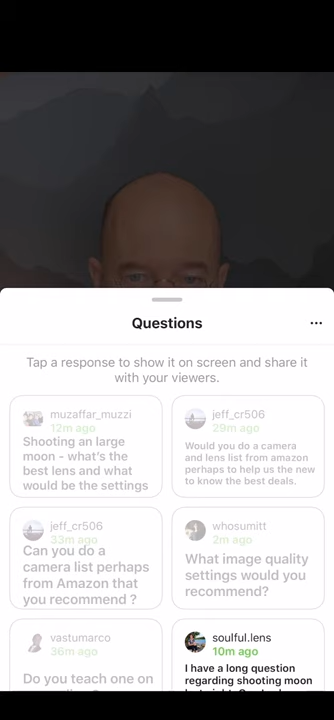 Questions
...
Tap a response to show it on screen and share it
with your viewers.
muzaffar_muzzi
12m ago
Shooting an large
moon - what's the
best lens and what
would be the settings
jeff_cr506
29m ago
Would you do a camera
and lens list from amazon
perhaps to help us the new
to know the best deals.
jeff_cr506
33m ago
Can you do a
camera list perhaps
from Amazon that
you recommend ?
whosumitt
2m ago
What image quality
settings would you
recommend?
vastumarco
36m ago
Do you teach one on
soulful.lens
10m ago
I have a long question
regarding shooting moon